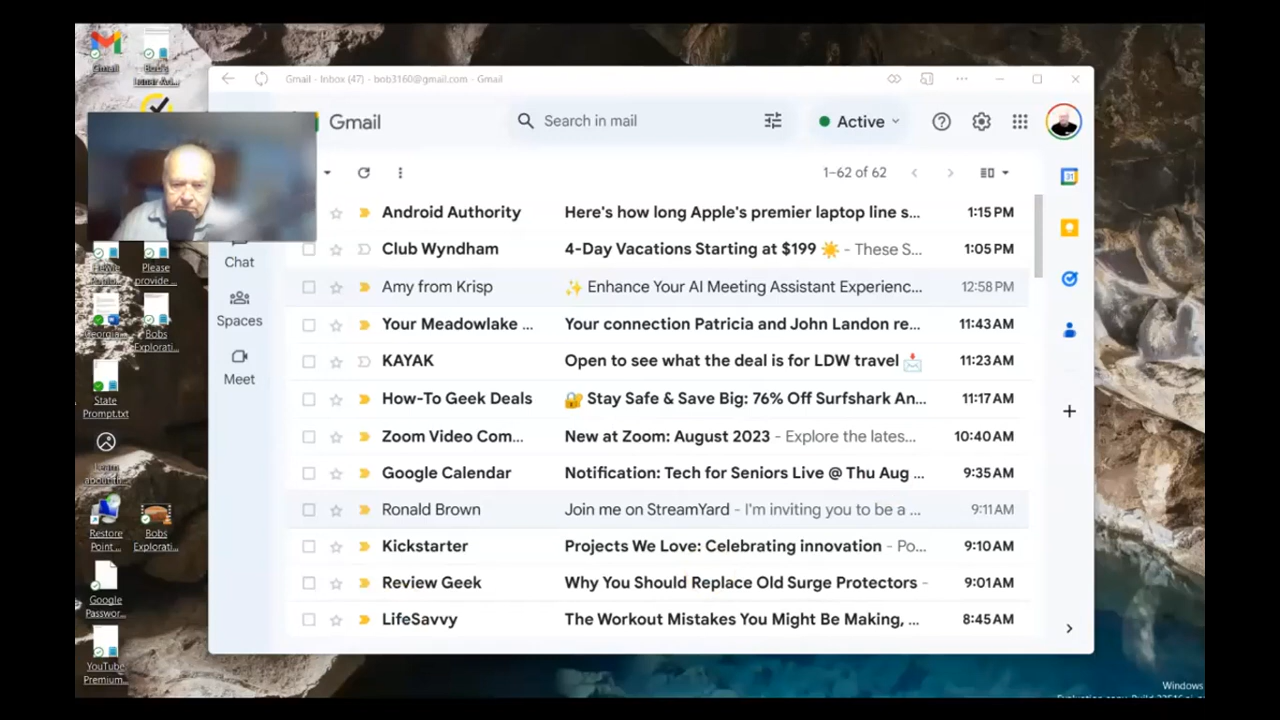 Gmail
Bob's
Gmail - Inbox (47) - bob3160@gmail.com - Gmail
Gmail
Search in mail
Active
1–62 of 62
Android Authority Here's how long Apple's premier laptop line s... 1:15 PM
Club Wyndham 4-Day Vacations Starting at $199 ☀️ - These S... 1:05 PM
Amy from Krisp ✨ Enhance Your AI Meeting Assistant Experienc... 12:58 PM
Your Meadowlake ... Your connection Patricia and John Landon re... 11:43 AM
KAYAK Open to see what the deal is for LDW travel 📩 11:23 AM
How-To Geek Deals 🔐 Stay Safe & Save Big: 76% Off Surfshark An... 11:17 AM
Zoom Video Com... New at Zoom: August 2023 - Explore the lates... 10:40 AM
Google Calendar Notification: Tech for Seniors Live @ Thu Aug ... 9:35 AM
Ronald Brown Join me on StreamYard - I'm inviting you to be a ... 9:11 AM
Kickstarter Projects We Love: Celebrating innovation - Po... 9:10 AM
Review Geek Why You Should Replace Old Surge Protectors - 9:01 AM
LifeSavvy The Workout Mistakes You Might Be Making, ... 8:45 AM
Chat
Spaces
Meet
31
Please
provide ...
Bobs
Explorati...
State
Prompt.txt
Restore
Point ...
Bobs
Explorati...
Google
Passwor...
YouTube
Premium...
Windows